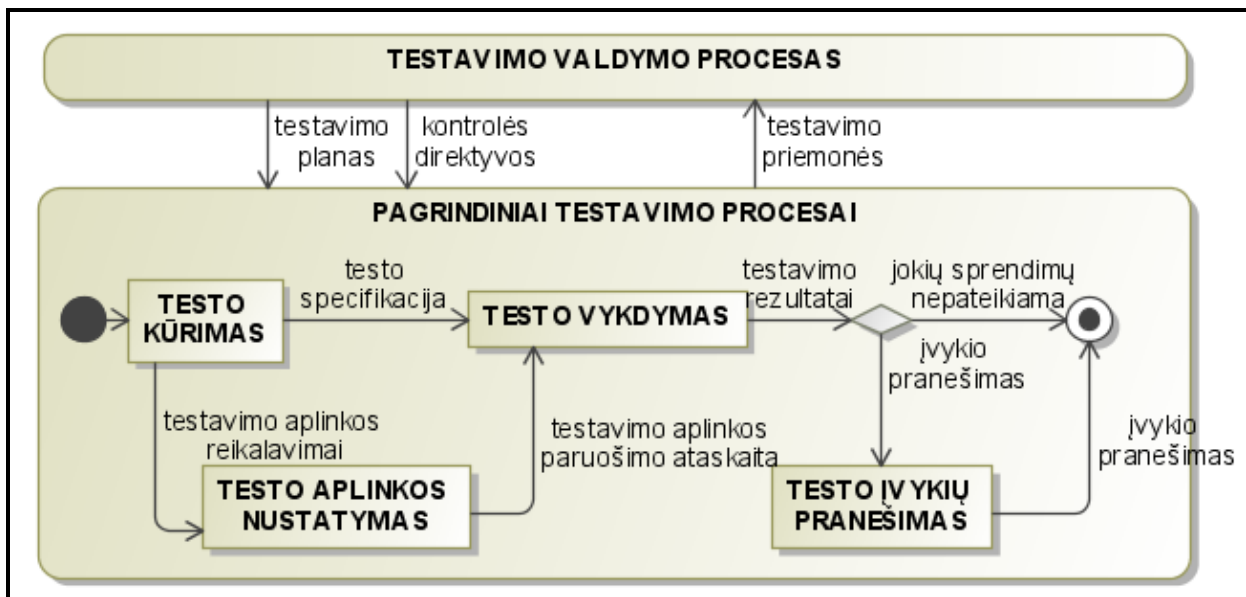 TESTAVIMO VALDYMO PROCESAS
testavimo
planas
kontrolės
direktyvos
testavimo
priemonės
PAGRINDINIAI TESTAVIMO PROCESAI
TESTO
KŪRIMAS
testo
specifikacija
TESTO VYKDYMAS
testavimo
rezultatai
jokių sprendimų
nepateikiama
įvykio
pranešimas
testavimo aplinkos
reikalavimai
TESTO APLINKOS
NUSTATYMAS
testavimo aplinkos
paruošimo ataskaita
TESTO ĮVYKIŲ
PRANEŠIMAS
įvykio
pranešimas